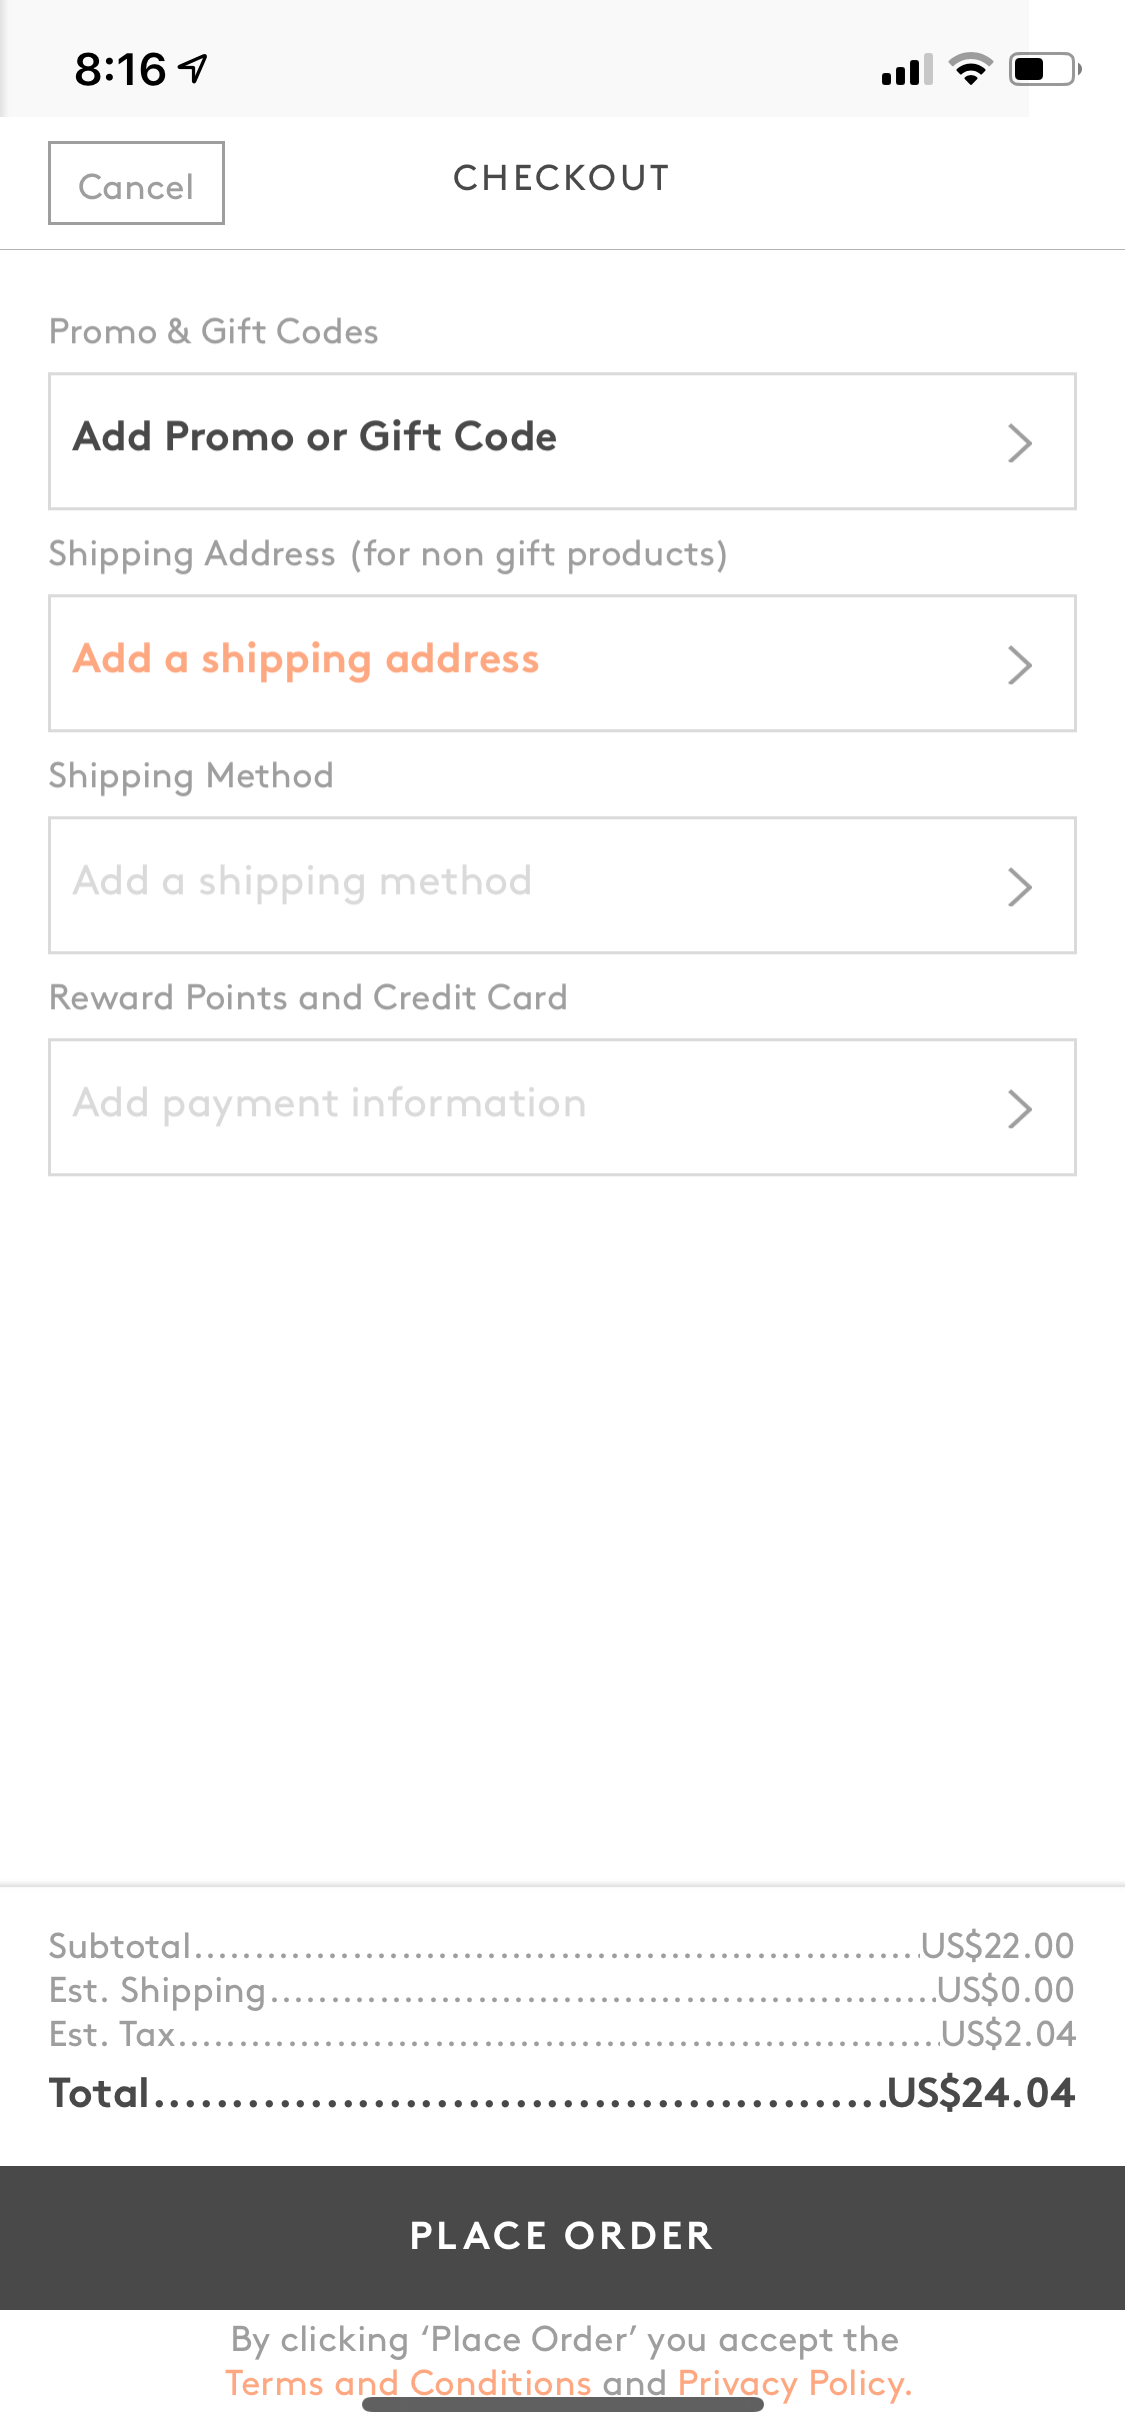 8:16
Cancel
CHECKOUT
Promo & Gift Codes
Add Promo or Gift Code
Shipping Address (for non gift products)
Add a shipping address
Shipping Method
Add a shipping method
Reward Points and Credit Card
Add payment information
Subtotal..........................................................US$22.00
Est. Shipping.....................................................US$0.00
Est. Tax.............................................................US$2.04
Total...............................................US$24.04
PLACE ORDER
By clicking ‘Place Order’ you accept the
Terms and Conditions and Privacy Policy.